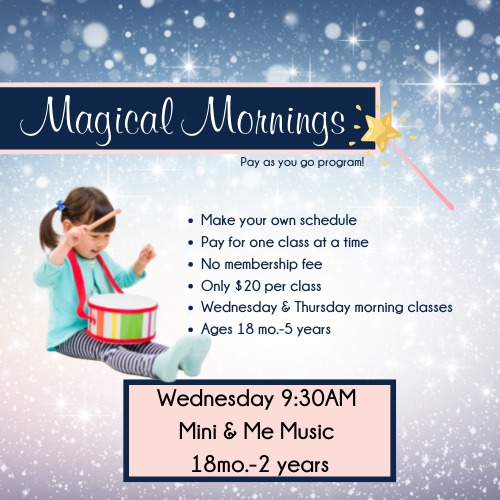 Magical Mornings
Pay as you go program!
• Make your own schedule
• Pay for one class at a time
• No membership fee
• Only $20 per class
• Wednesday & Thursday morning classes
• Ages 18 mo.-5 years
Wednesday 9:30AM
Mini & Me Music
18mo.-2 years